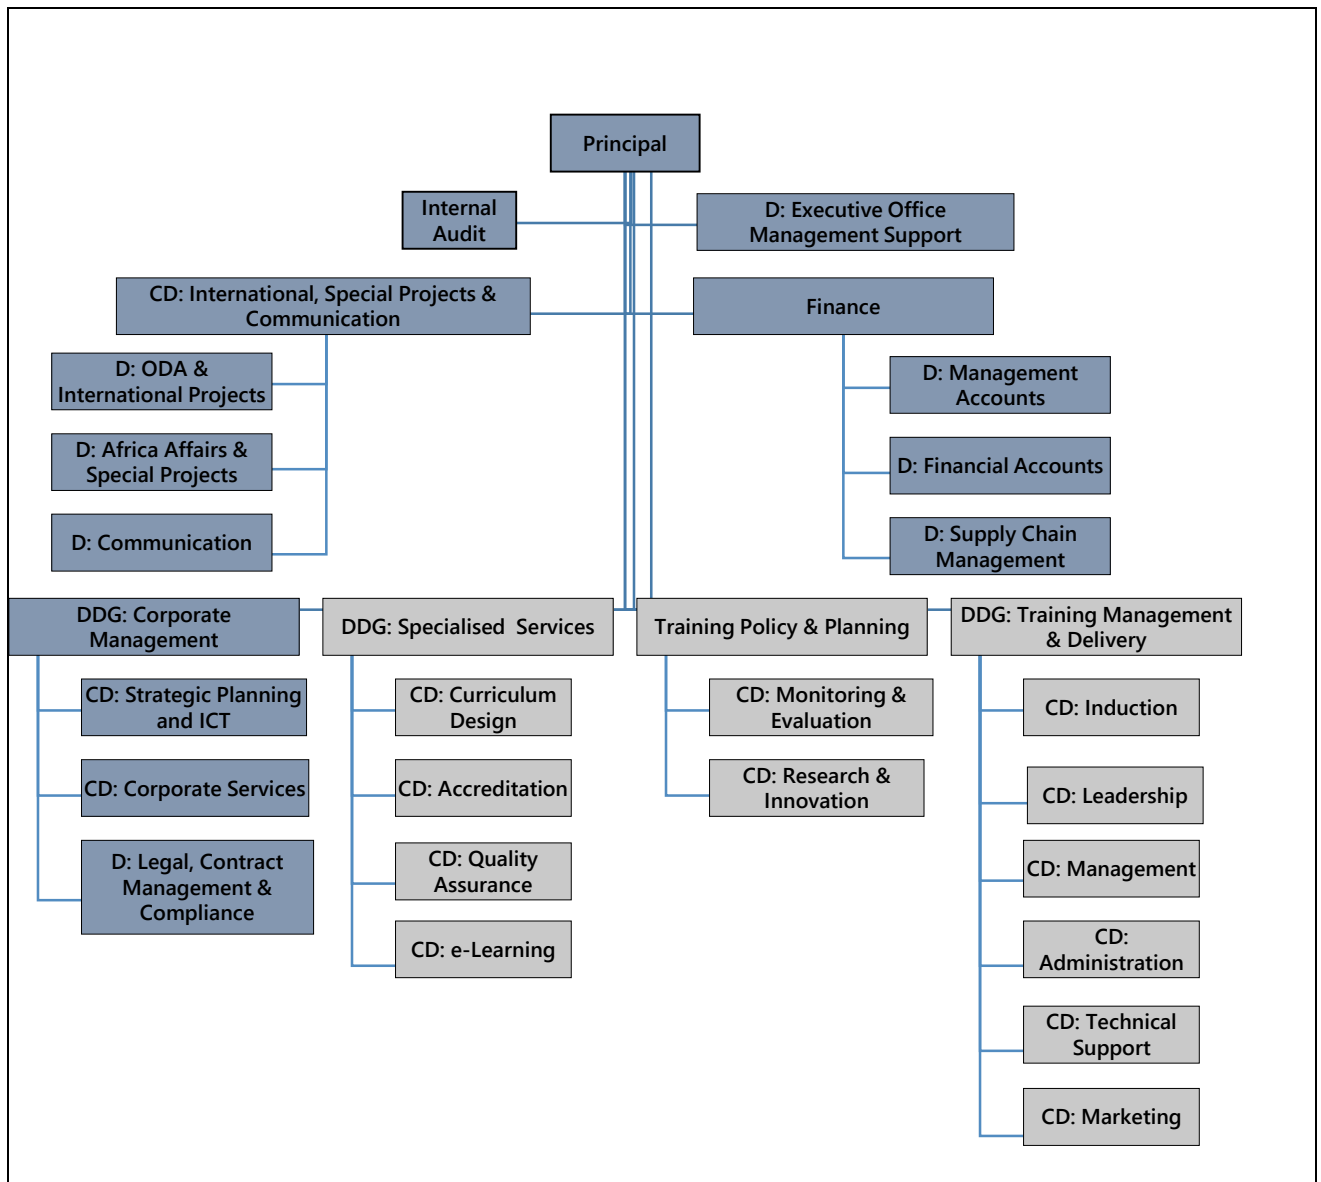 Principal
Internal
Audit
D: Executive Office
Management Support
CD: International, Special Projects &
Communication
Finance
D: ODA &
International Projects
D: Africa Affairs &
Special Projects
D: Communication
D: Management
Accounts
D: Financial Accounts
D: Supply Chain
Management
DDG: Corporate
Management
CD: Strategic Planning
and ICT
CD: Corporate Services
D: Legal, Contract
Management &
Compliance
DDG: Specialised  Services
CD: Curriculum
Design
CD: Accreditation
CD: Quality
Assurance
CD: e-Learning
Training Policy & Planning
CD: Monitoring &
Evaluation
CD: Research &
Innovation
DDG: Training Management
& Delivery
CD: Induction
CD: Leadership
CD: Management
CD:
Administration
CD: Technical
Support
CD: Marketing